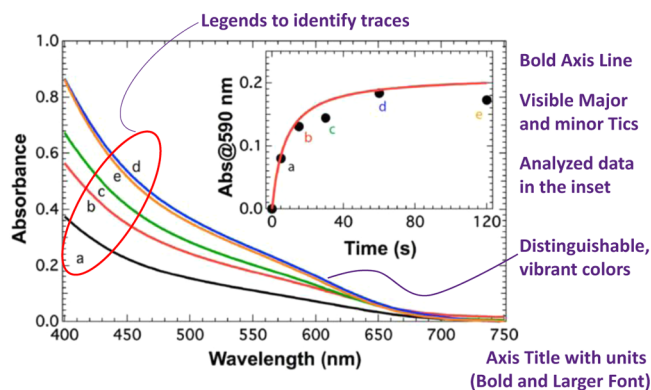 Legends to identify traces
1.0
0.8
0.6
0.4
0.2
0.0
Absorbance
400
450
500
550
600
650
700
750
Wavelength (nm)
a
b
c
e
d
0.2
0.1
0.0
Abs@590 nm
0
40
80
120
Time (s)
a
b
c
d
e
Bold Axis Line
Visible Major
and minor Tics
Analyzed data
in the inset
Distinguishable,
vibrant colors
Axis Title with units
(Bold and Larger Font)